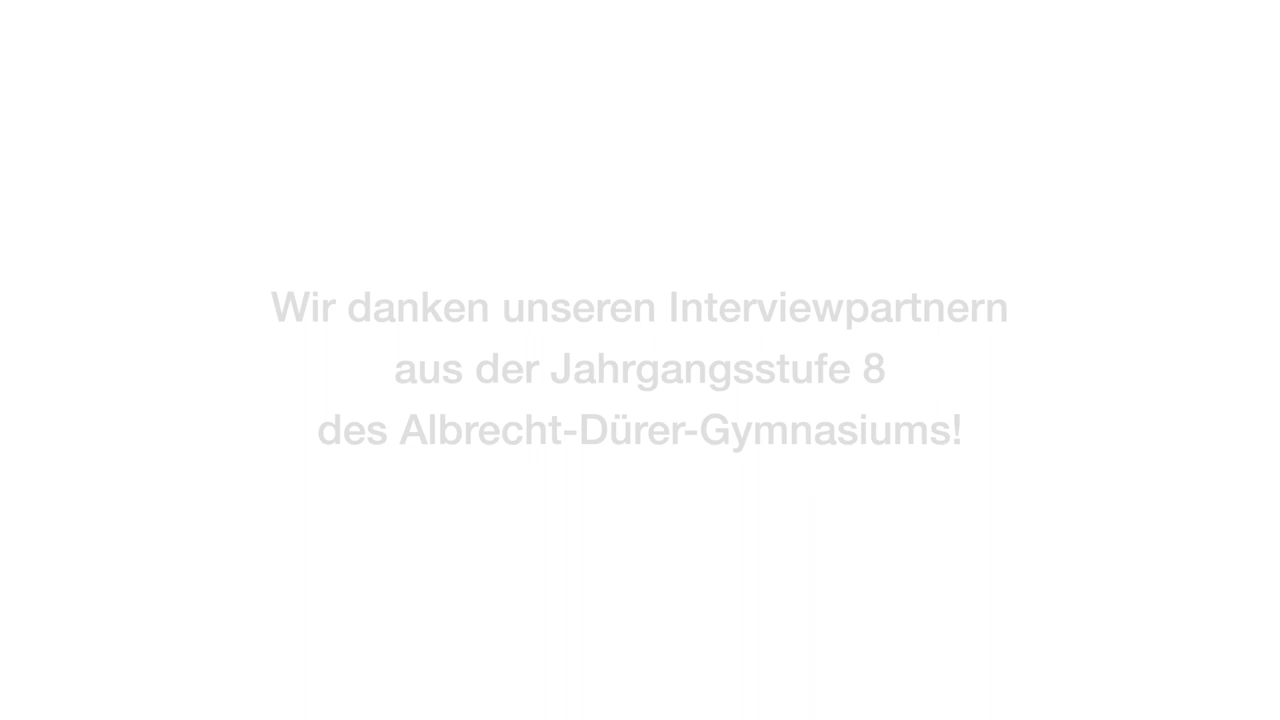 Wir danken unseren Interviewpartnern
aus der Jahrgangsstufe 8
des Albrecht-Dürer-Gymnasiums!